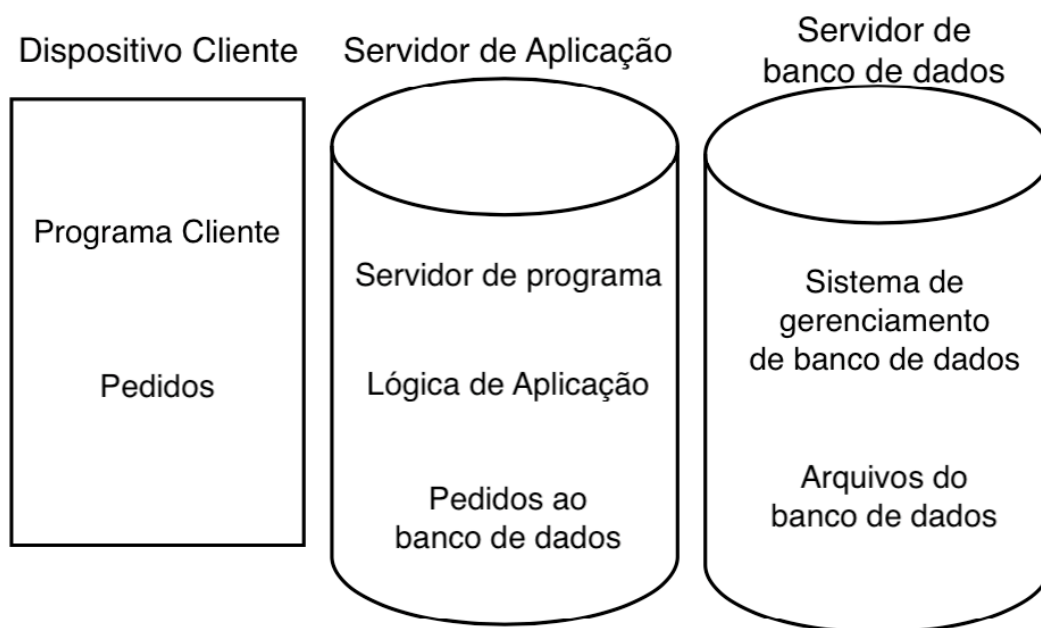 Dispositivo Cliente
Programa Cliente
Pedidos
Servidor de Aplicação
Servidor de programa
Lógica de Aplicação
Pedidos ao
banco de dados
Servidor de
banco de dados
Sistema de
gerenciamento
de banco de dados
Arquivos do
banco de dados